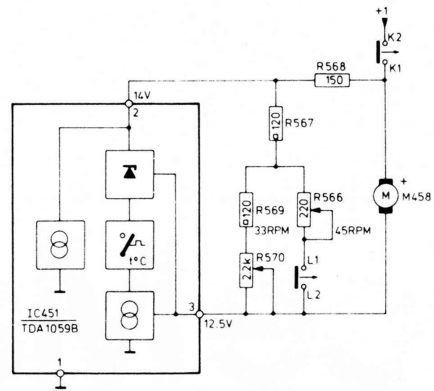 +1
K2
K1
R568
150
14V
2
120
R567
120
R569
220
R566
33RPM
45RPM
M
+
M458
t°C
2.2k
R570
L1
L2
3
12.5V
IC451
TDA1059B
1